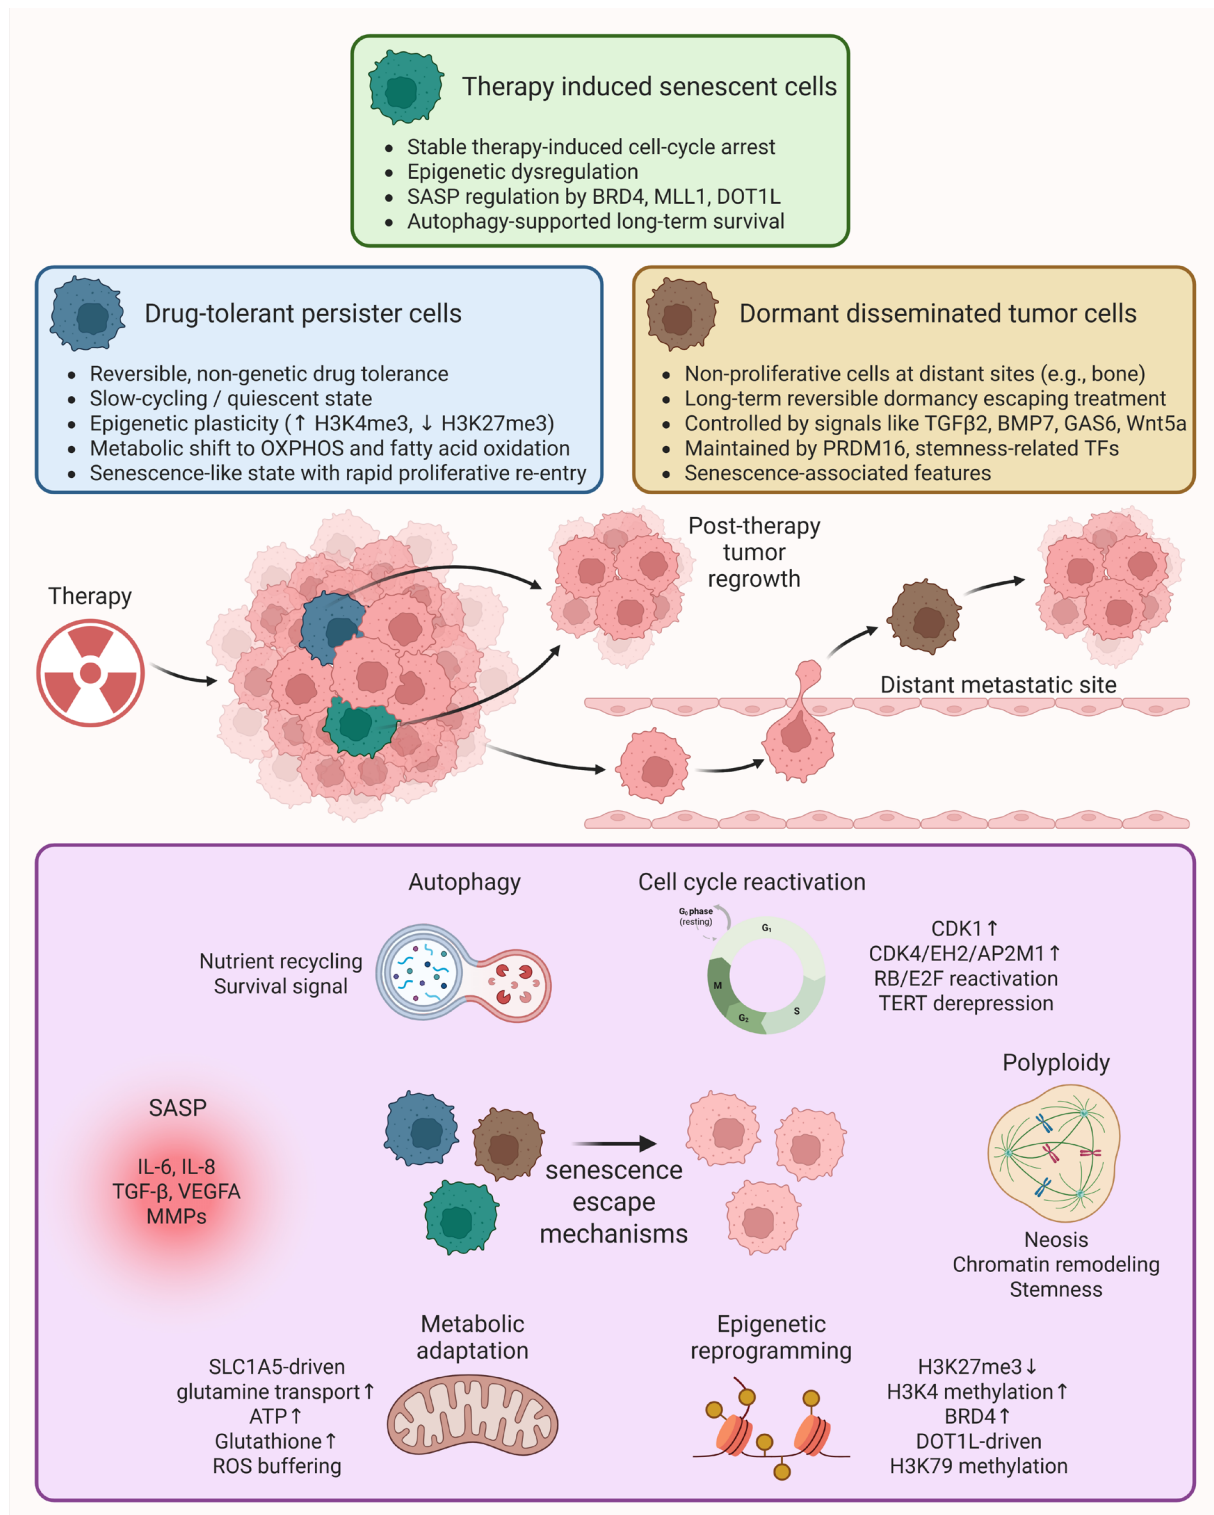 Therapy induced senescent cells
• Stable therapy-induced cell-cycle arrest
• Epigenetic dysregulation
• SASP regulation by BRD4, MLL1, DOT1L
• Autophagy-supported long-term survival
Drug-tolerant persister cells
• Reversible, non-genetic drug tolerance
• Slow-cycling / quiescent state
• Epigenetic plasticity (↑ H3K4me3, ↓ H3K27me3)
• Metabolic shift to OXPHOS and fatty acid oxidation
• Senescence-like state with rapid proliferative re-entry
Dormant disseminated tumor cells
• Non-proliferative cells at distant sites (e.g., bone)
• Long-term reversible dormancy escaping treatment
• Controlled by signals like TGFβ2, BMP7, GAS6, Wnt5a
• Maintained by PRDM16, stemness-related TFs
• Senescence-associated features
Therapy
Post-therapy
tumor
regrowth
Distant metastatic site
Autophagy
Nutrient recycling
Survival signal
Cell cycle reactivation
G₀ phase
(resting)
G₁
S
G₂
M
CDK1↑
CDK4/EH2/AP2M1↑
RB/E2F reactivation
TERT derepression
SASP
IL-6, IL-8
TGF-β, VEGFA
MMPs
senescence
escape
mechanisms
Polyploidy
Neosis
Chromatin remodeling
Stemness
Metabolic
adaptation
SLC1A5-driven
glutamine transport↑
ATP↑
Glutathione↑
ROS buffering
Epigenetic
reprogramming
H3K27me3↓
H3K4 methylation↑
BRD4↑
DOT1L-driven
H3K79 methylation